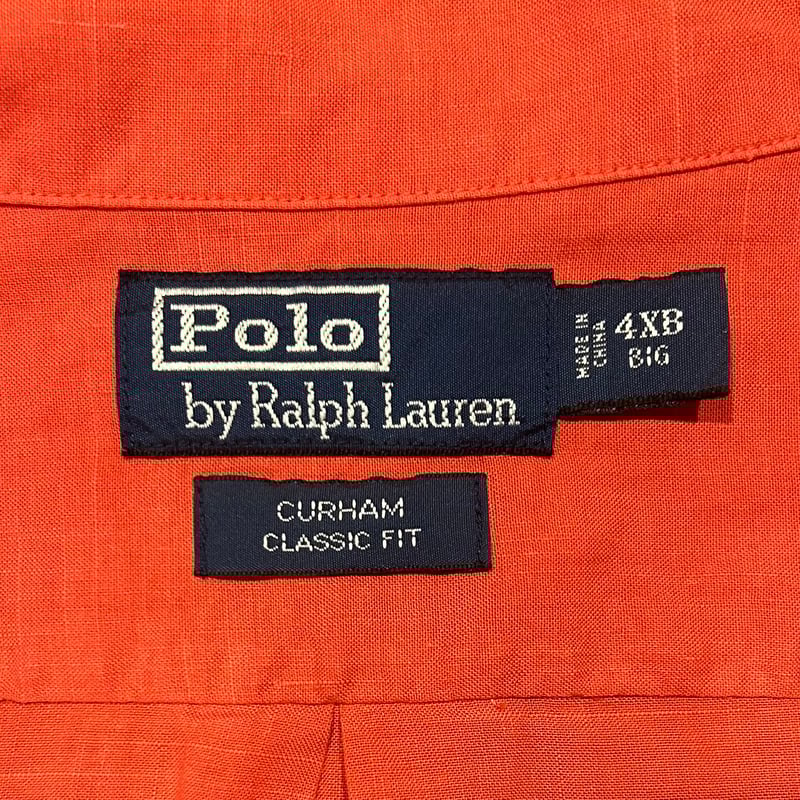 Polo
by Ralph Lauren
MADE IN
CHINA
4XB
BIG
CURHAM
CLASSIC FIT